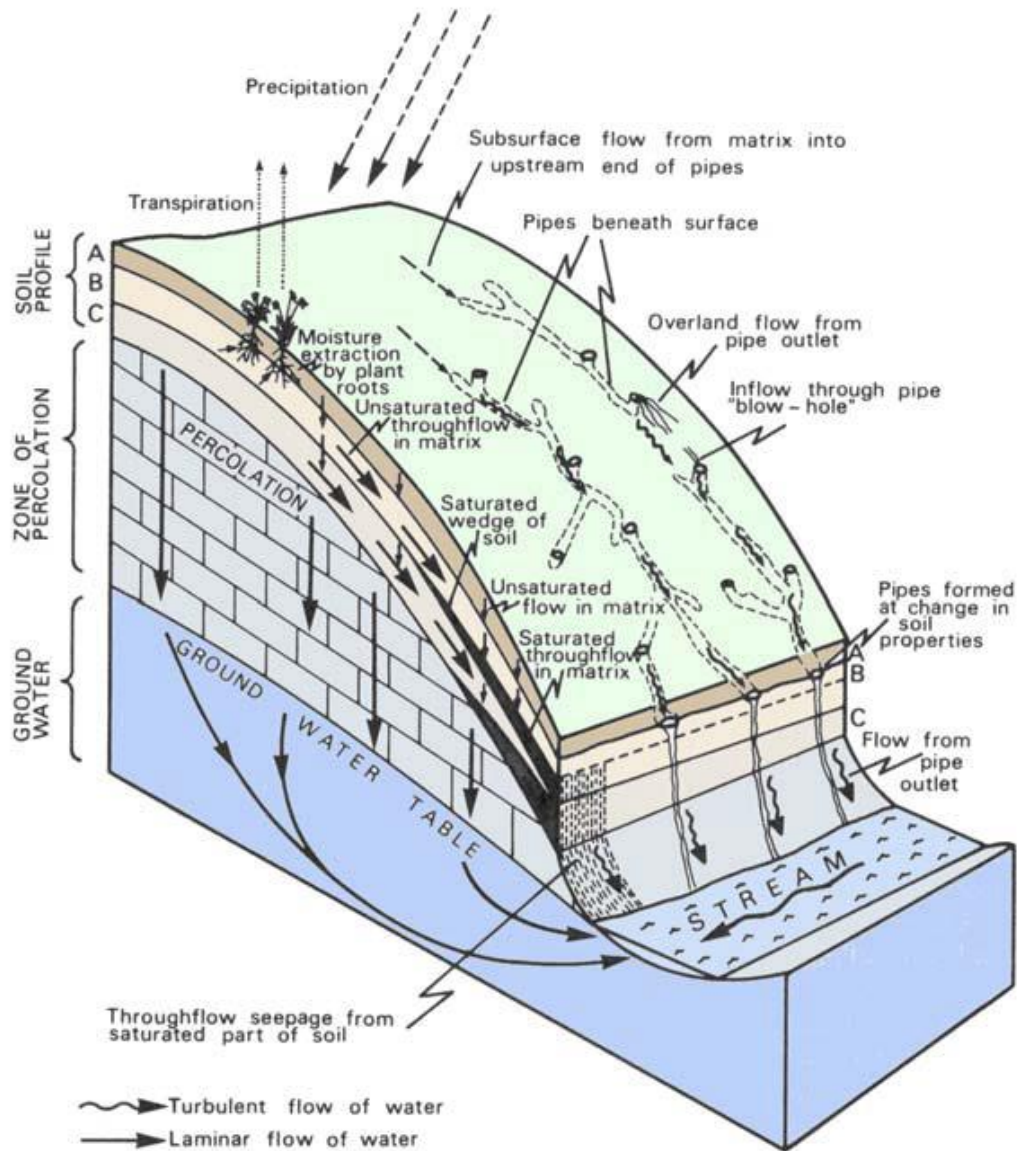 Precipitation
Subsurface flow from matrix into
upstream end of pipes
Transpiration
Pipes beneath surface
SOIL
PROFILE
A
B
C
Overland flow from
pipe outlet
Moisture
extraction
by plant
roots
Inflow through pipe
"blow-hole"
Unsaturated
throughflow
in matrix
ZONE OF
PERCOLATION
PERCOLATION
Saturated
wedge of
soil
Unsaturated
flow in matrix
Pipes formed
at change in
soil
properties
Saturated
throughflow
in matrix
A
B
C
GROUND
WATER
GROUND WATER TABLE
Flow from
pipe
outlet
STREAM
Throughflow seepage from
saturated part of soil
Turbulent flow of water
Laminar flow of water